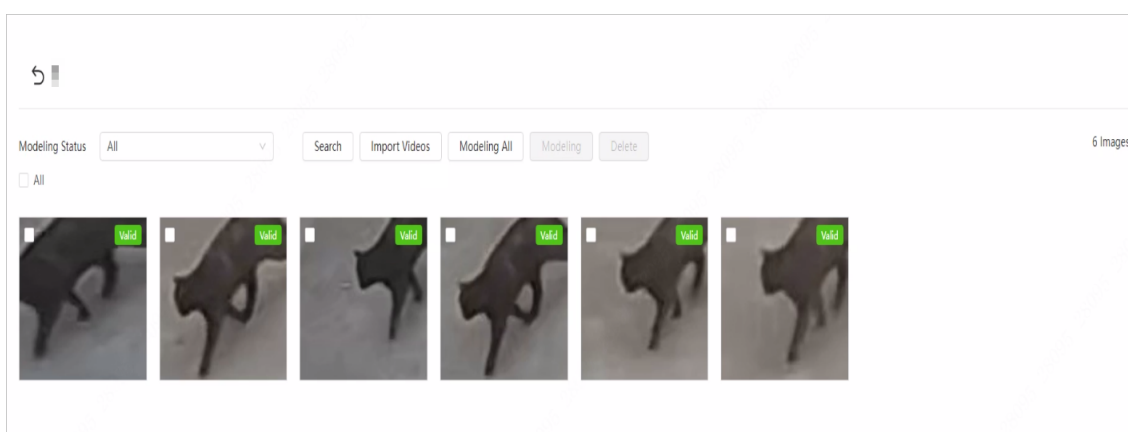 Modeling Status All Search Import Videos Modeling All Modeling Delete 6 Images
All
Valid Valid Valid Valid Valid Valid